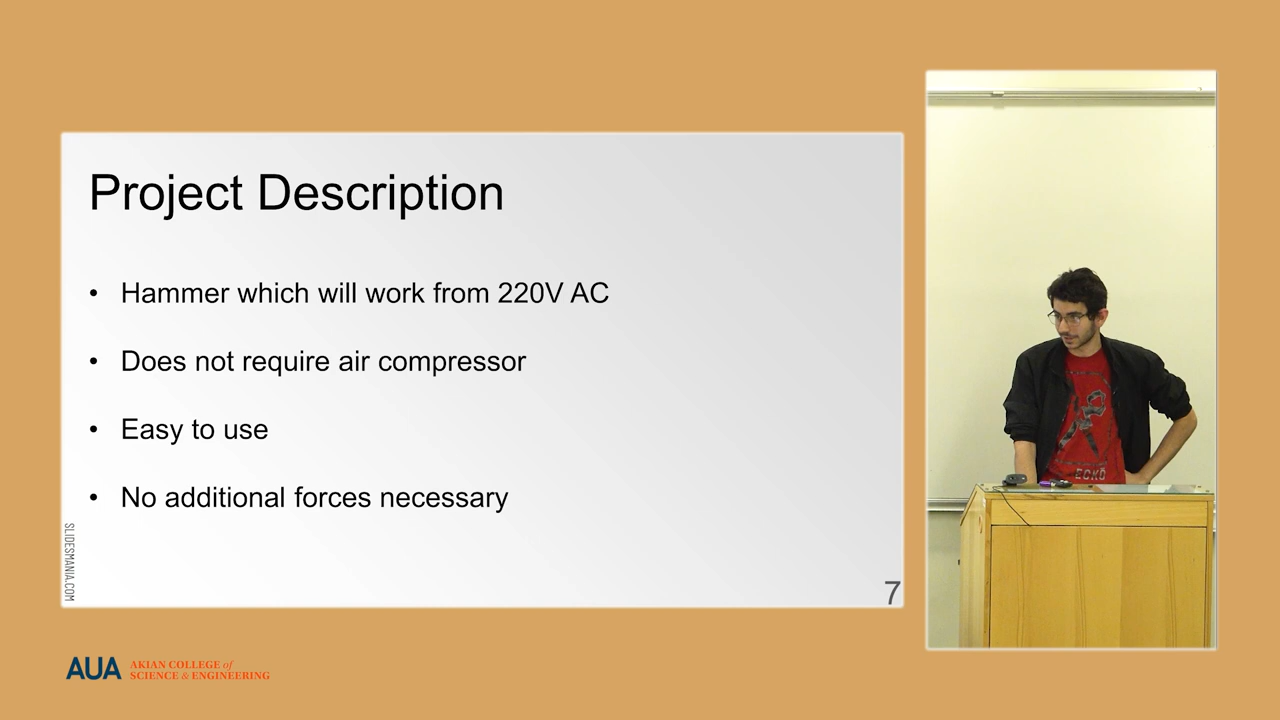 Project Description
• Hammer which will work from 220V AC
• Does not require air compressor
• Easy to use
• No additional forces necessary
SLIDESMANIA.COM
7
ECKO
AUA
AKIAN COLLEGE of
SCIENCE & ENGINEERING